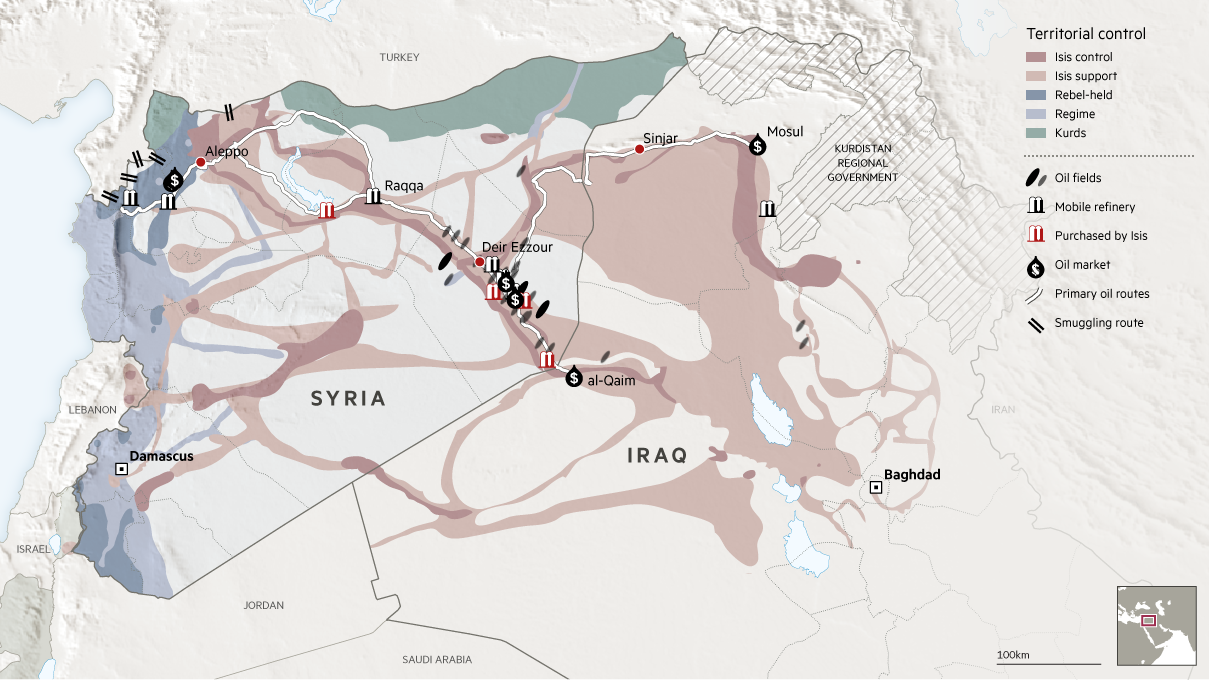 Territorial control
Isis control
Isis support
Rebel-held
Regime
Kurds
Oil fields
Mobile refinery
Purchased by Isis
$ Oil market
Primary oil routes
Smuggling route
TURKEY
Aleppo
$
Raqqa
Sinjar
Mosul
$
KURDISTAN
REGIONAL
GOVERNMENT
Deir Ezzour
$
$
$
al-Qaim
SYRIA
LEBANON
IRAN
Damascus
IRAQ
Baghdad
ISRAEL
JORDAN
SAUDI ARABIA
100km